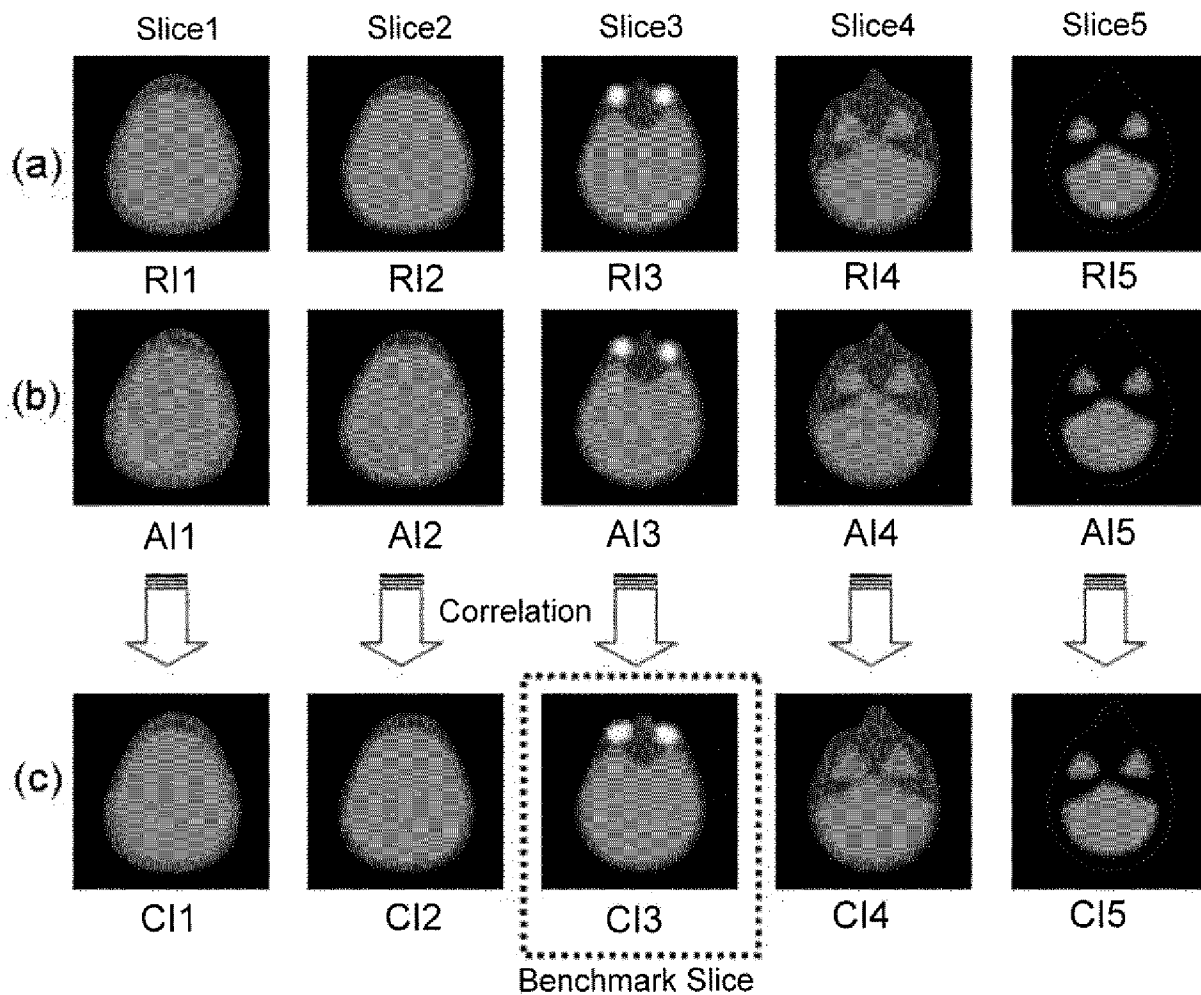 Slice1 Slice2 Slice3 Slice4 Slice5
(a)
RI1 RI2 RI3 RI4 RI5
(b)
AI1 AI2 AI3 AI4 AI5
Correlation
(c)
CI1 CI2 CI3 CI4 CI5
Benchmark Slice